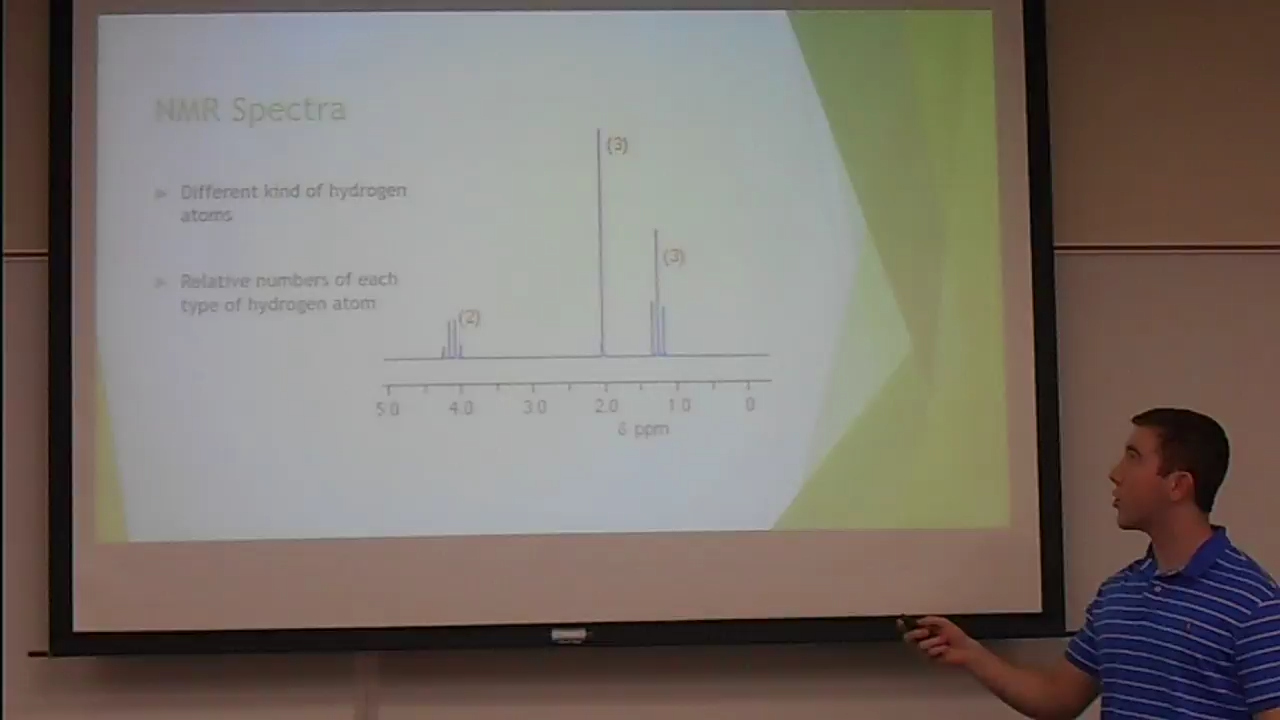 NMR Spectra
Different kind of hydrogen
atoms
Relative numbers of each
type of hydrogen atom
(3)
(3)
(2)
5.0 4.0 3.0 2.0 1.0 0
δ ppm